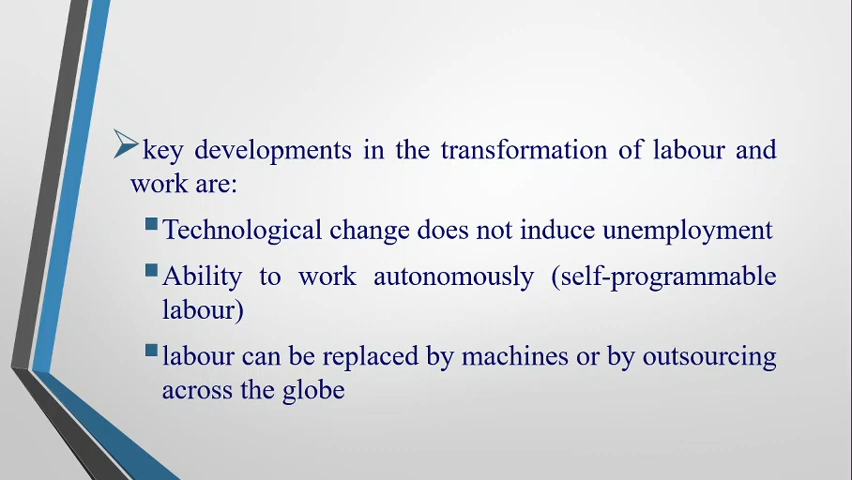 key developments in the transformation of labour and
work are:
Technological change does not induce unemployment
Ability to work autonomously (self-programmable
labour)
labour can be replaced by machines or by outsourcing
across the globe